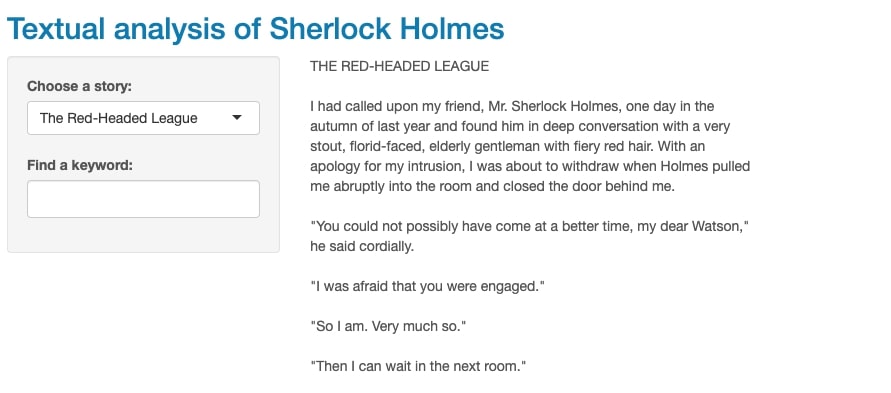 Textual analysis of Sherlock Holmes
Choose a story:
The Red-Headed League
Find a keyword:
THE RED-HEADED LEAGUE
I had called upon my friend, Mr. Sherlock Holmes, one day in the
autumn of last year and found him in deep conversation with a very
stout, florid-faced, elderly gentleman with fiery red hair. With an
apology for my intrusion, I was about to withdraw when Holmes pulled
me abruptly into the room and closed the door behind me.
"You could not possibly have come at a better time, my dear Watson,"
he said cordially.
"I was afraid that you were engaged."
"So I am. Very much so."
"Then I can wait in the next room."